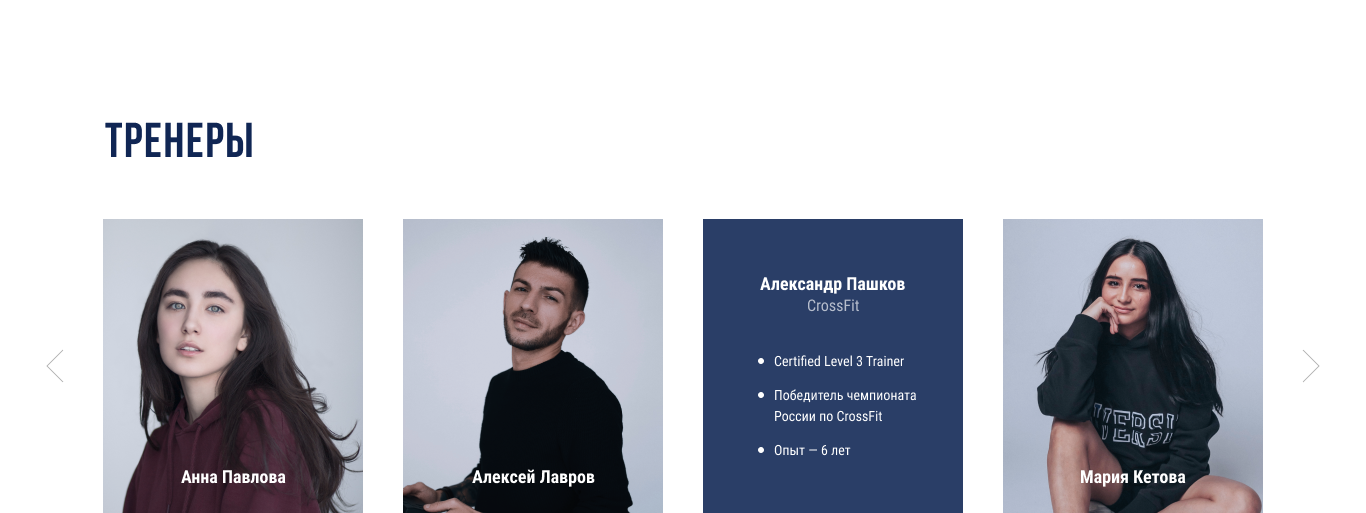 ТРЕНЕРЫ
Анна Павлова
Алексей Лавров
Александр Пашков
CrossFit
Certified Level 3 Trainer
Победитель чемпионата
России по CrossFit
Опыт — 6 лет
VERSI
Мария Кетова